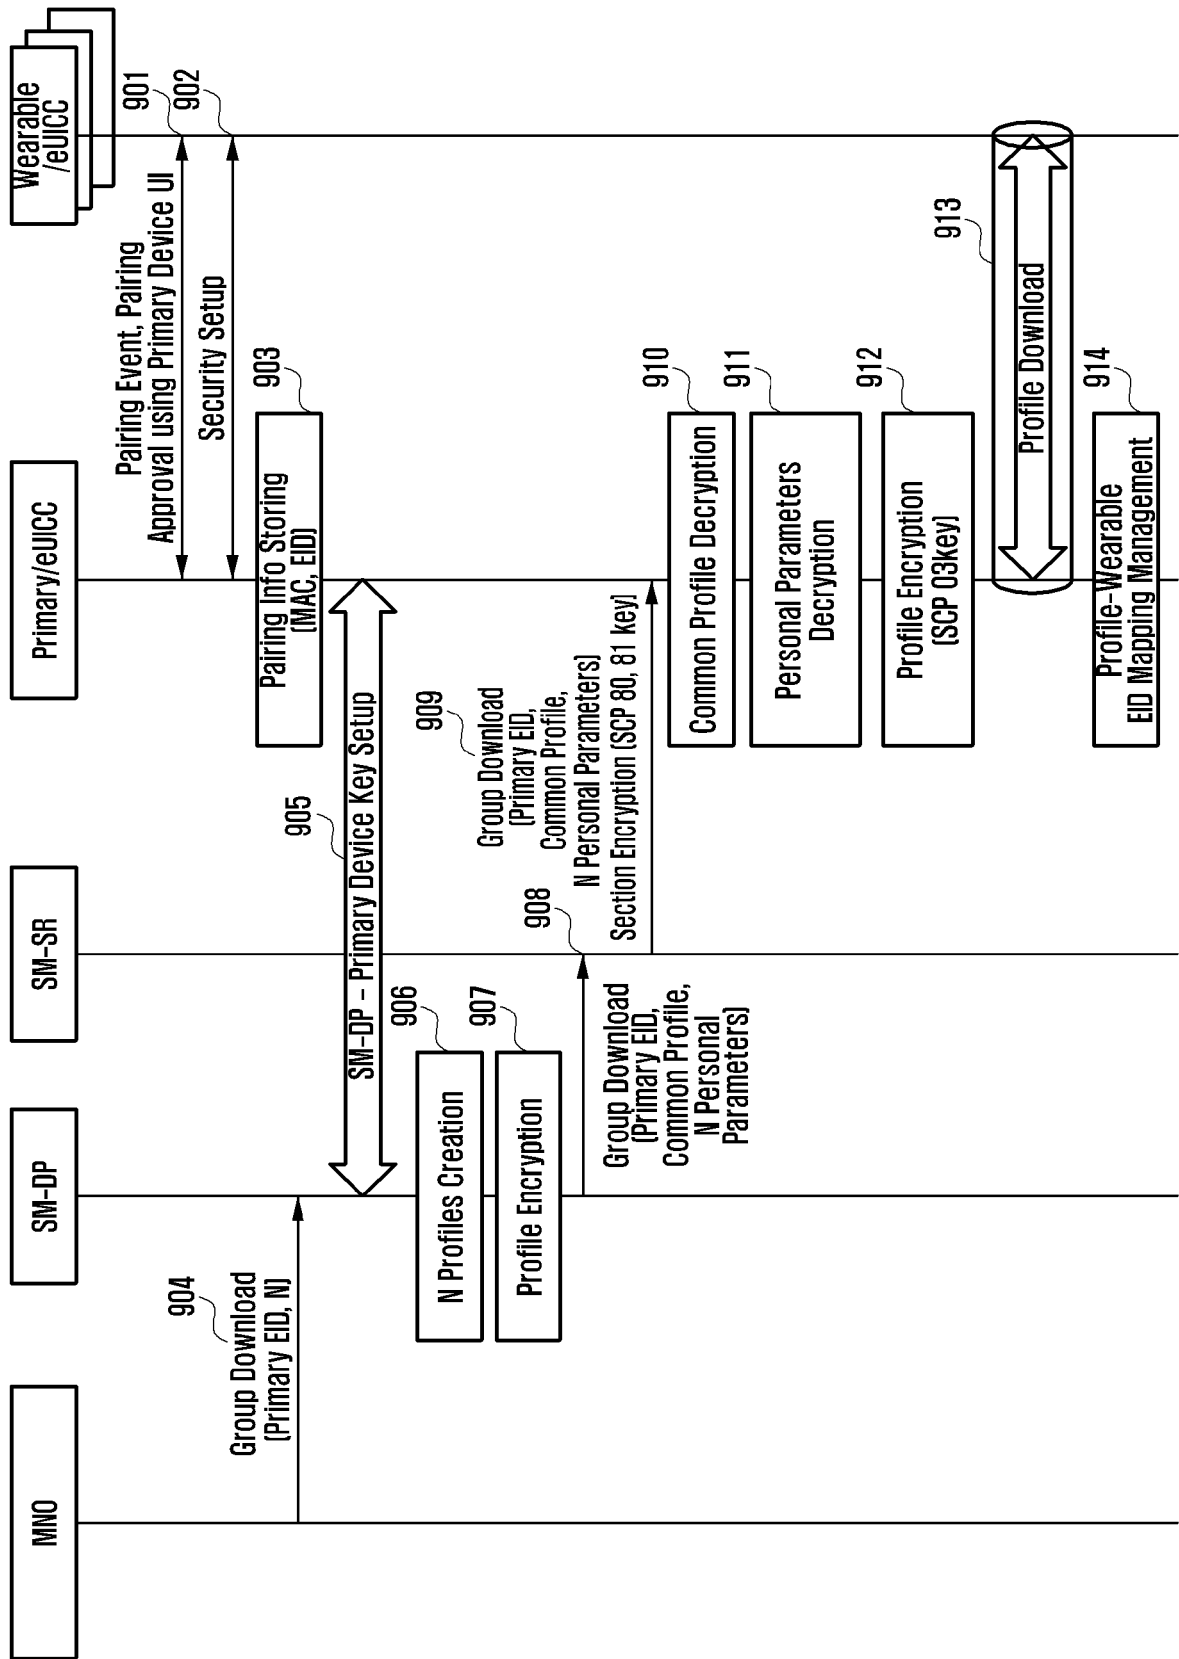 MNO
SM-DP
SM-SR
Primary/eUICC
Wearable
/eUICC
Pairing Event, Pairing
Approval using Primary Device UI
901
Security Setup
902
Pairing Info Storing
(MAC, EID)
903
904
Group Download
(Primary EID, N)
905
SM-DP - Primary Device Key Setup
N Profiles Creation
906
Profile Encryption
907
908
Group Download
(Primary EID,
Common Profile,
N Personal
Parameters)
909
Group Download
(Primary EID,
Common Profile,
N Personal Parameters)
Section Encryption (SCP 80, 81 key)
Common Profile Decryption
910
Personal Parameters
Decryption
911
Profile Encryption
(SCP 03key)
912
913
Profile Download
Profile-Wearable
EID Mapping Management
914